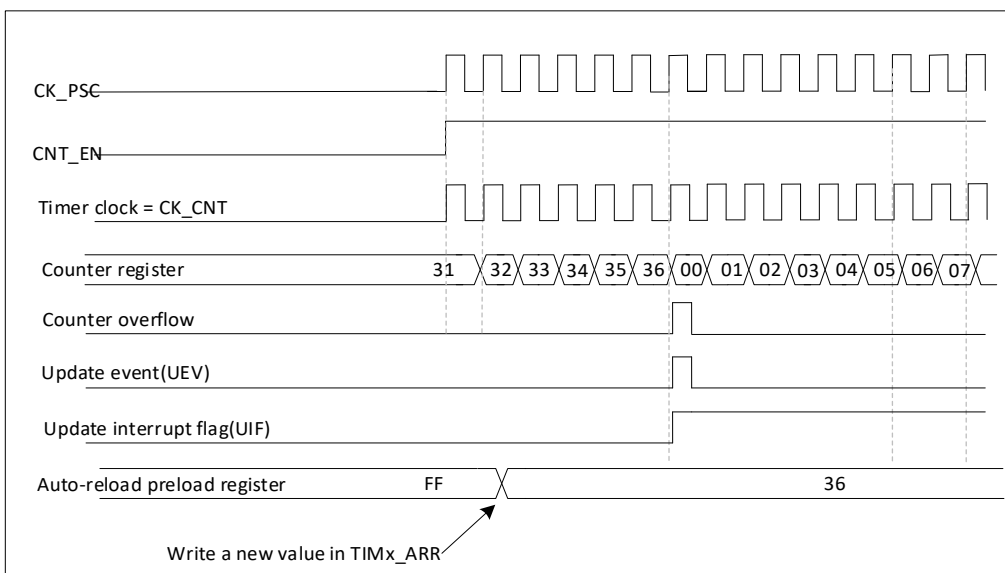 CK_PSC
CNT_EN
Timer clock = CK_CNT
Counter register 31 32 33 34 35 36 00 01 02 03 04 05 06 07
Counter overflow
Update event(UEV)
Update interrupt flag(UIF)
Auto-reload preload register FF 36
Write a new value in TIMx_ARR